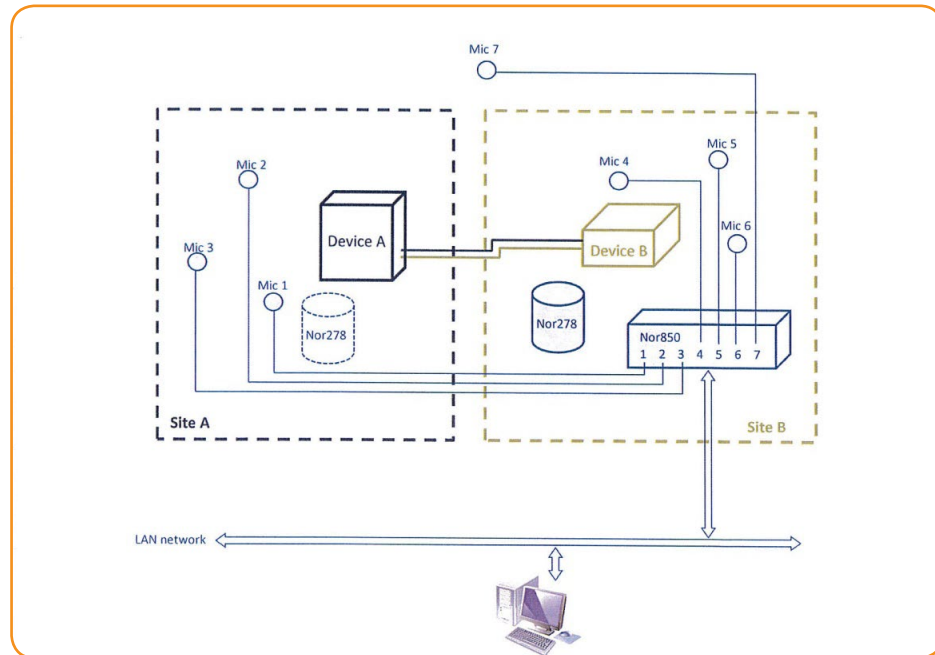 Mic 7
Mic 5
Mic 2
Mic 4
Mic 6
Device A
Device B
Mic 3
Mic 1
Nor278
Nor278
Nor850
1 2 3 4 5 6 7
Site A
Site B
LAN network